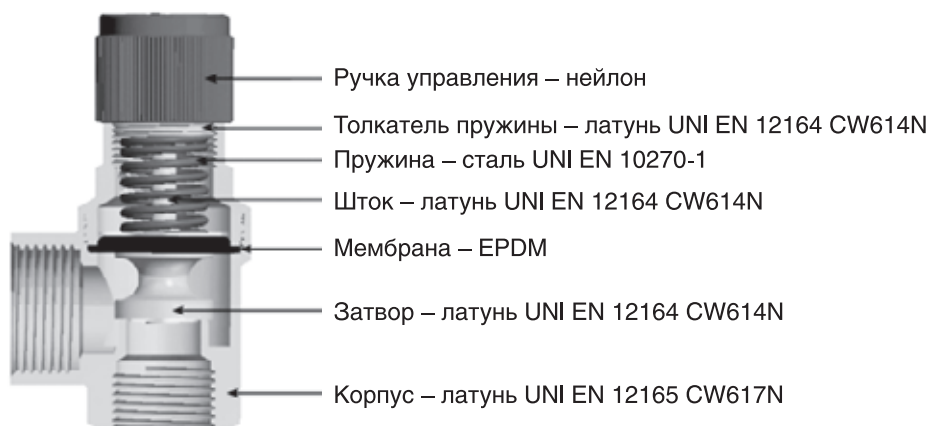 Ручка управления – нейлон
Толкатель пружины – латунь UNI EN 12164 CW614N
Пружина – сталь UNI EN 10270-1
Шток – латунь UNI EN 12164 CW614N
Мембрана – EPDM
Затвор – латунь UNI EN 12164 CW614N
Корпус – латунь UNI EN 12165 CW617N